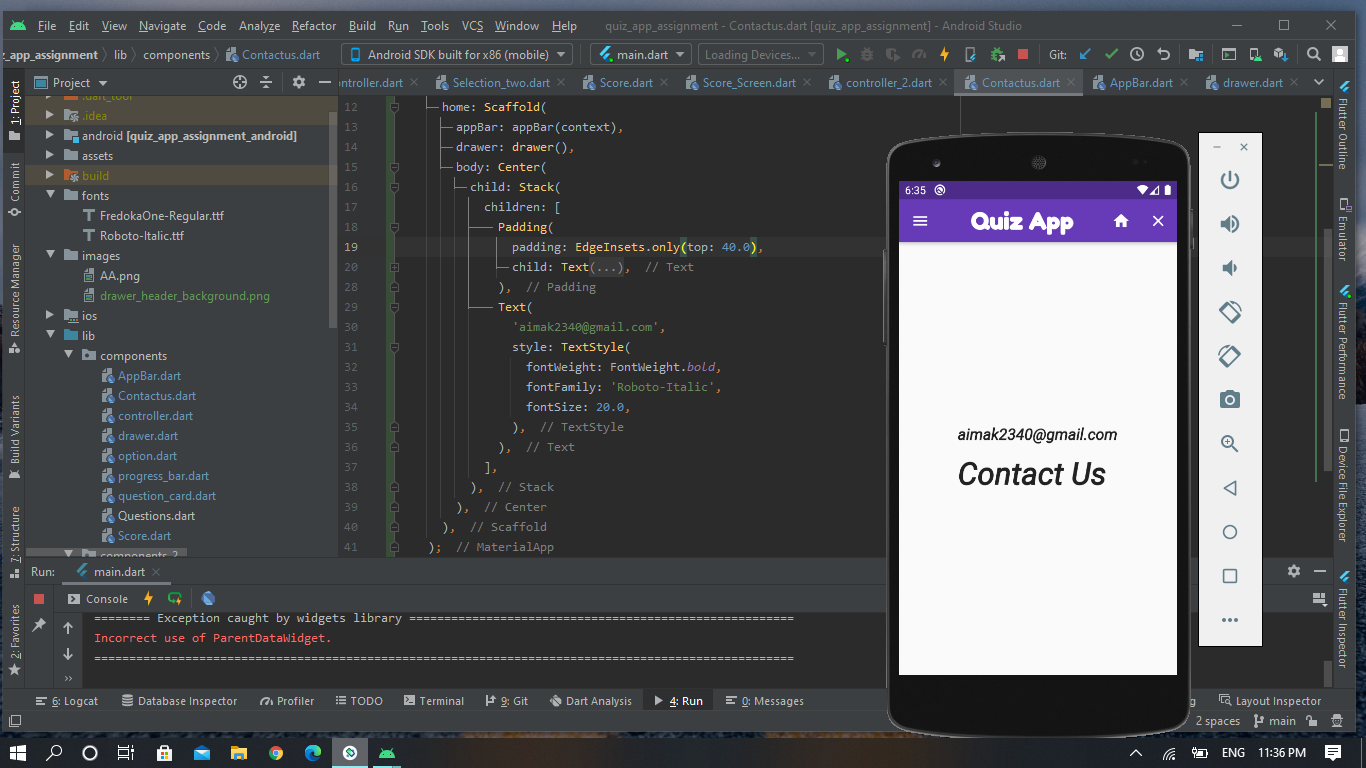 File Edit View Navigate Code Analyze Refactor Build Run Tools VCS Window Help quiz_app_assignment - Contactus.dart [quiz_app_assignment] - Android Studio
z_app_assignment lib components Contactus.dart Android SDK built for x86 (mobile) main.dart Loading Devices... Git:
1: Project
Commit
Resource Manager
Build Variants
7: Structure
2: Favorites
Project
.dart_tool
.idea
android [quiz_app_assignment_android]
assets
build
fonts
FredokaOne-Regular.ttf
Roboto-Italic.ttf
images
AA.png
drawer_header_background.png
ios
lib
components
AppBar.dart
Contactus.dart
controller.dart
drawer.dart
option.dart
progress_bar.dart
question_card.dart
Questions.dart
Score.dart
components_2
ontroller.dart Selection_two.dart Score.dart Score_Screen.dart controller_2.dart Contactus.dart AppBar.dart drawer.dart
12 home: Scaffold(
13 appBar: appBar(context),
14 drawer: drawer(),
15 body: Center(
16 child: Stack(
17 children: [
18 Padding(
19 padding: EdgeInsets.only(top: 40.0),
20 child: Text(...), // Text
28 ), // Padding
29 Text(
30 'aimak2340@gmail.com',
31 style: TextStyle(
32 fontWeight: FontWeight.bold,
33 fontFamily: 'Roboto-Italic',
34 fontSize: 20.0,
35 ), // TextStyle
36 ), // Text
37 ],
38 ), // Stack
39 ), // Center
40 ), // Scaffold
41 ); // MaterialApp
6:35
Quiz App
aimak2340@gmail.com
Contact Us
Flutter Outline
Emulator
Flutter Performance
Device File Explorer
Flutter Inspector
Run: main.dart
Console
======== Exception caught by widgets library =======================================================
Incorrect use of ParentDataWidget.
====================================================================================================
6: Logcat Database Inspector Profiler TODO Terminal 9: Git Dart Analysis 4: Run 0: Messages g Layout Inspector
2 spaces main
ENG 11:36 PM